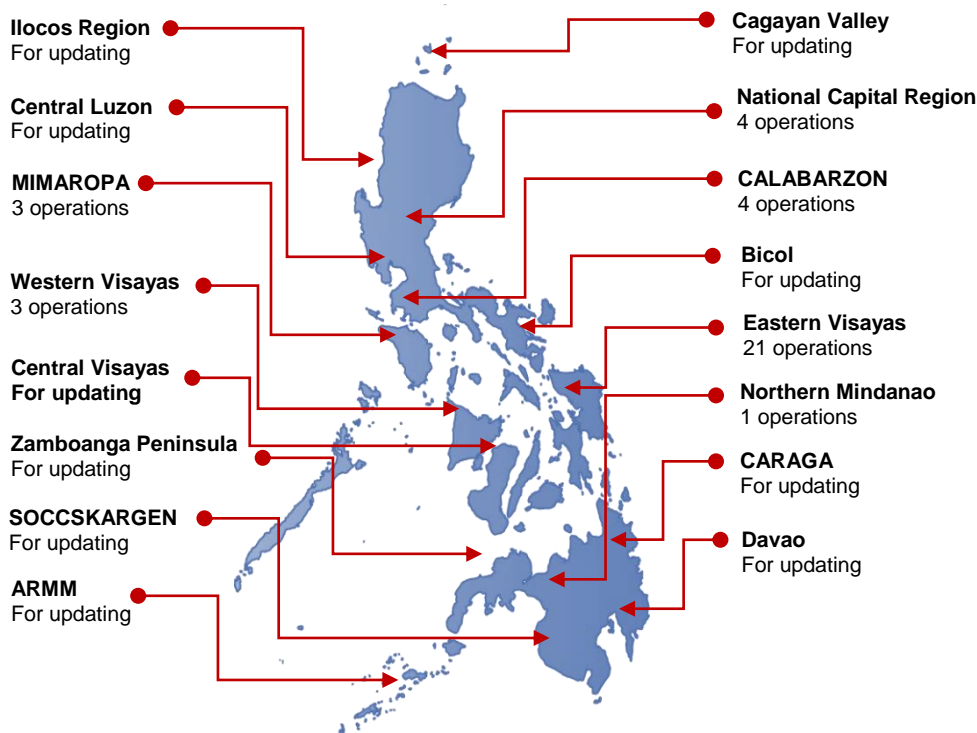 Ilocos Region
For updating
Central Luzon
For updating
MIMAROPA
3 operations
Western Visayas
3 operations
Central Visayas
For updating
Zamboanga Peninsula
For updating
SOCCSKARGEN
For updating
ARMM
For updating
Cagayan Valley
For updating
National Capital Region
4 operations
CALABARZON
4 operations
Bicol
For updating
Eastern Visayas
21 operations
Northern Mindanao
1 operations
CARAGA
For updating
Davao
For updating